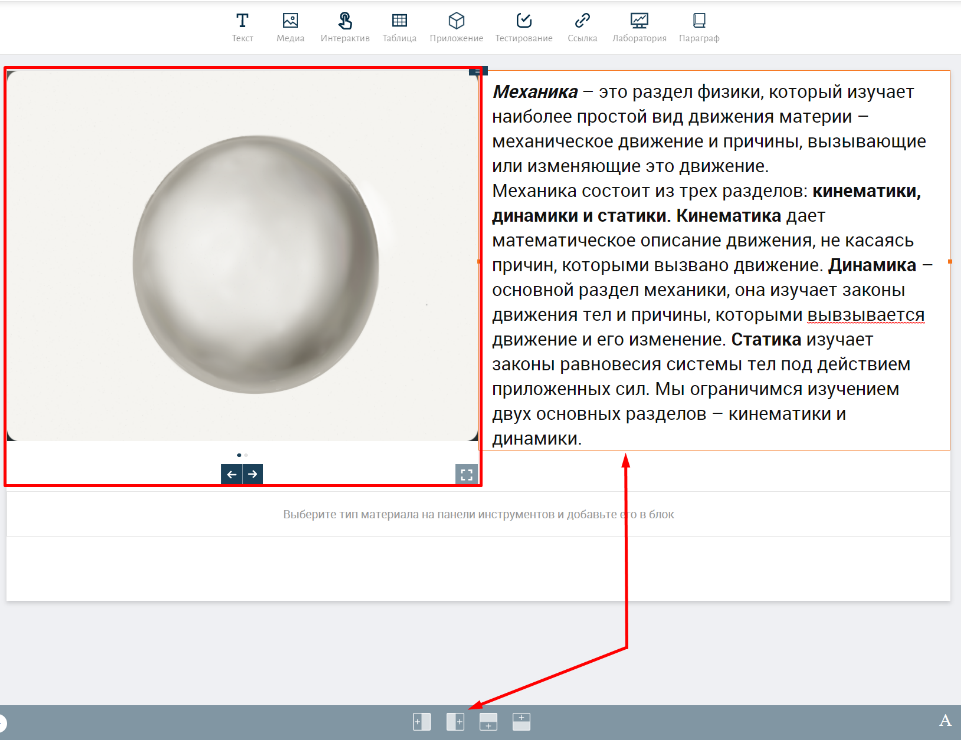 Текст Медиа Интерактив Таблица Приложение Тестирование Ссылка Лаборатория Параграф
Механика – это раздел физики, который изучает
наиболее простой вид движения материи –
механическое движение и причины, вызывающие
или изменяющие это движение.
Механика состоит из трех разделов: кинематики,
динамики и статики. Кинематика дает
математическое описание движения, не касаясь
причин, которыми вызвано движение. Динамика –
основной раздел механики, она изучает законы
движения тел и причины, которыми вывзывается
движение и его изменение. Статика изучает
законы равновесия системы тел под действием
приложенных сил. Мы ограничимся изучением
двух основных разделов – кинематики и
динамики.
Выберите тип материала на панели инструментов и добавьте его в блок
A